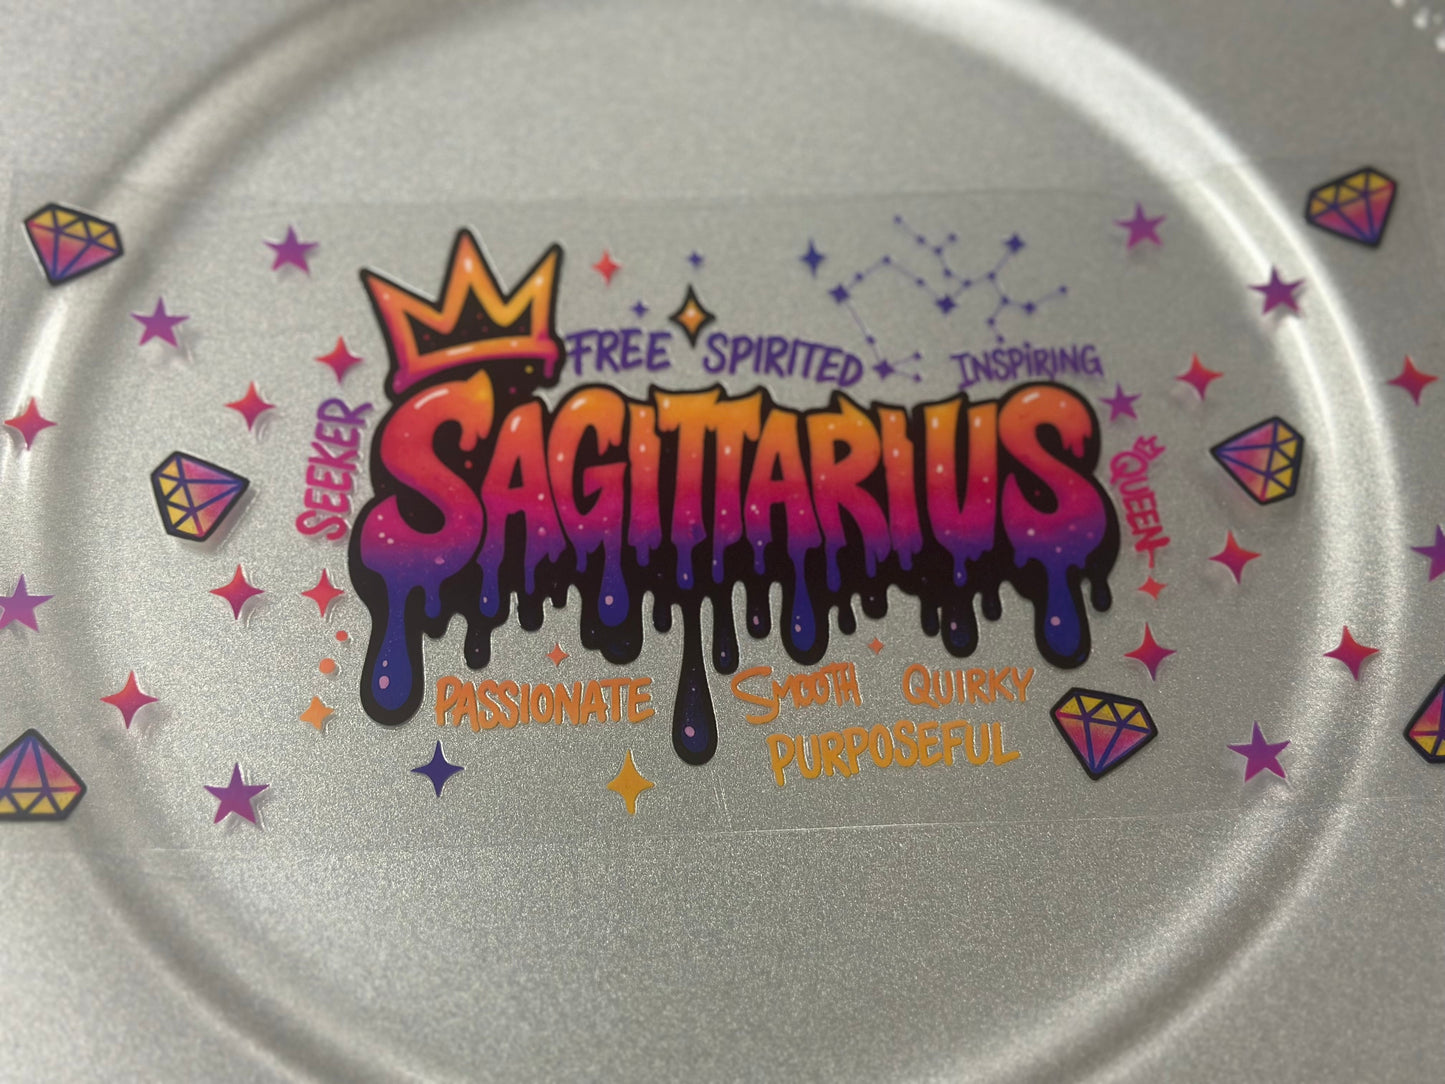 FREE SPIRITED INSPIRING
SEEKER
SAGITTARIUS
QUEEN
PASSIONATE SMOOTH QUIRKY
PURPOSEFUL